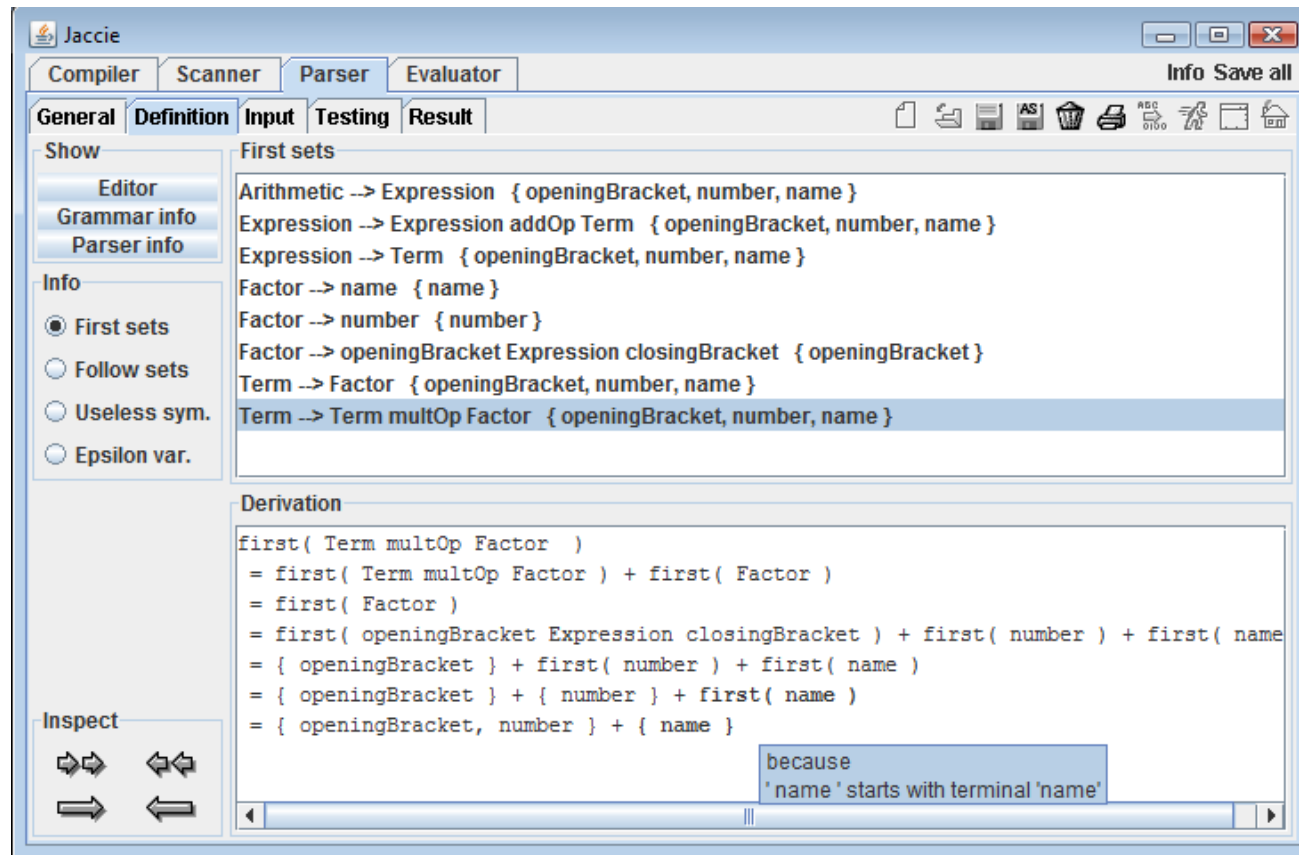 Jaccie
Compiler Scanner Parser Evaluator Info Save all
General Definition Input Testing Result
AS
Show
Editor
Grammar info
Parser info
Info
First sets
Follow sets
Useless sym.
Epsilon var.
First sets
Arithmetic --> Expression { openingBracket, number, name }
Expression --> Expression addOp Term { openingBracket, number, name }
Expression --> Term { openingBracket, number, name }
Factor --> name { name }
Factor --> number { number }
Factor --> openingBracket Expression closingBracket { openingBracket }
Term --> Factor { openingBracket, number, name }
Term --> Term multOp Factor { openingBracket, number, name }
Derivation
first( Term multOp Factor )
= first( Term multOp Factor ) + first( Factor )
= first( Factor )
= first( openingBracket Expression closingBracket ) + first( number ) + first( name
= { openingBracket } + first( number ) + first( name )
= { openingBracket } + { number } + first( name )
= { openingBracket, number } + { name }
because
' name ' starts with terminal 'name'
Inspect